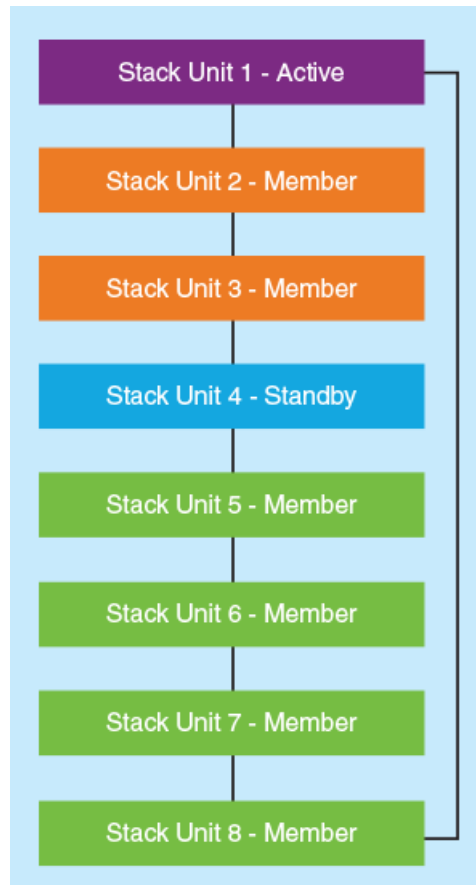 Stack Unit 1 - Active
Stack Unit 2 - Member
Stack Unit 3 - Member
Stack Unit 4 - Standby
Stack Unit 5 - Member
Stack Unit 6 - Member
Stack Unit 7 - Member
Stack Unit 8 - Member